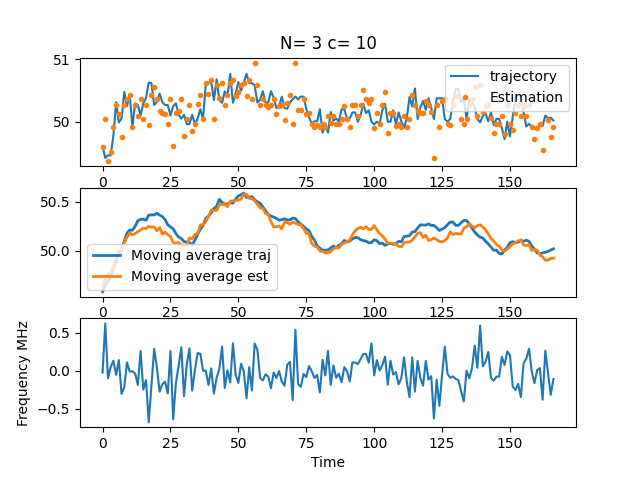 N= 3 c= 10
51
50
trajectory
Estimation
0 25 50 75 100 125 150
50.5
50.0
Moving average traj
Moving average est
0 25 50 75 100 125 150
Frequency MHz
0.5
0.0
−0.5
0 25 50 75 100 125 150
Time